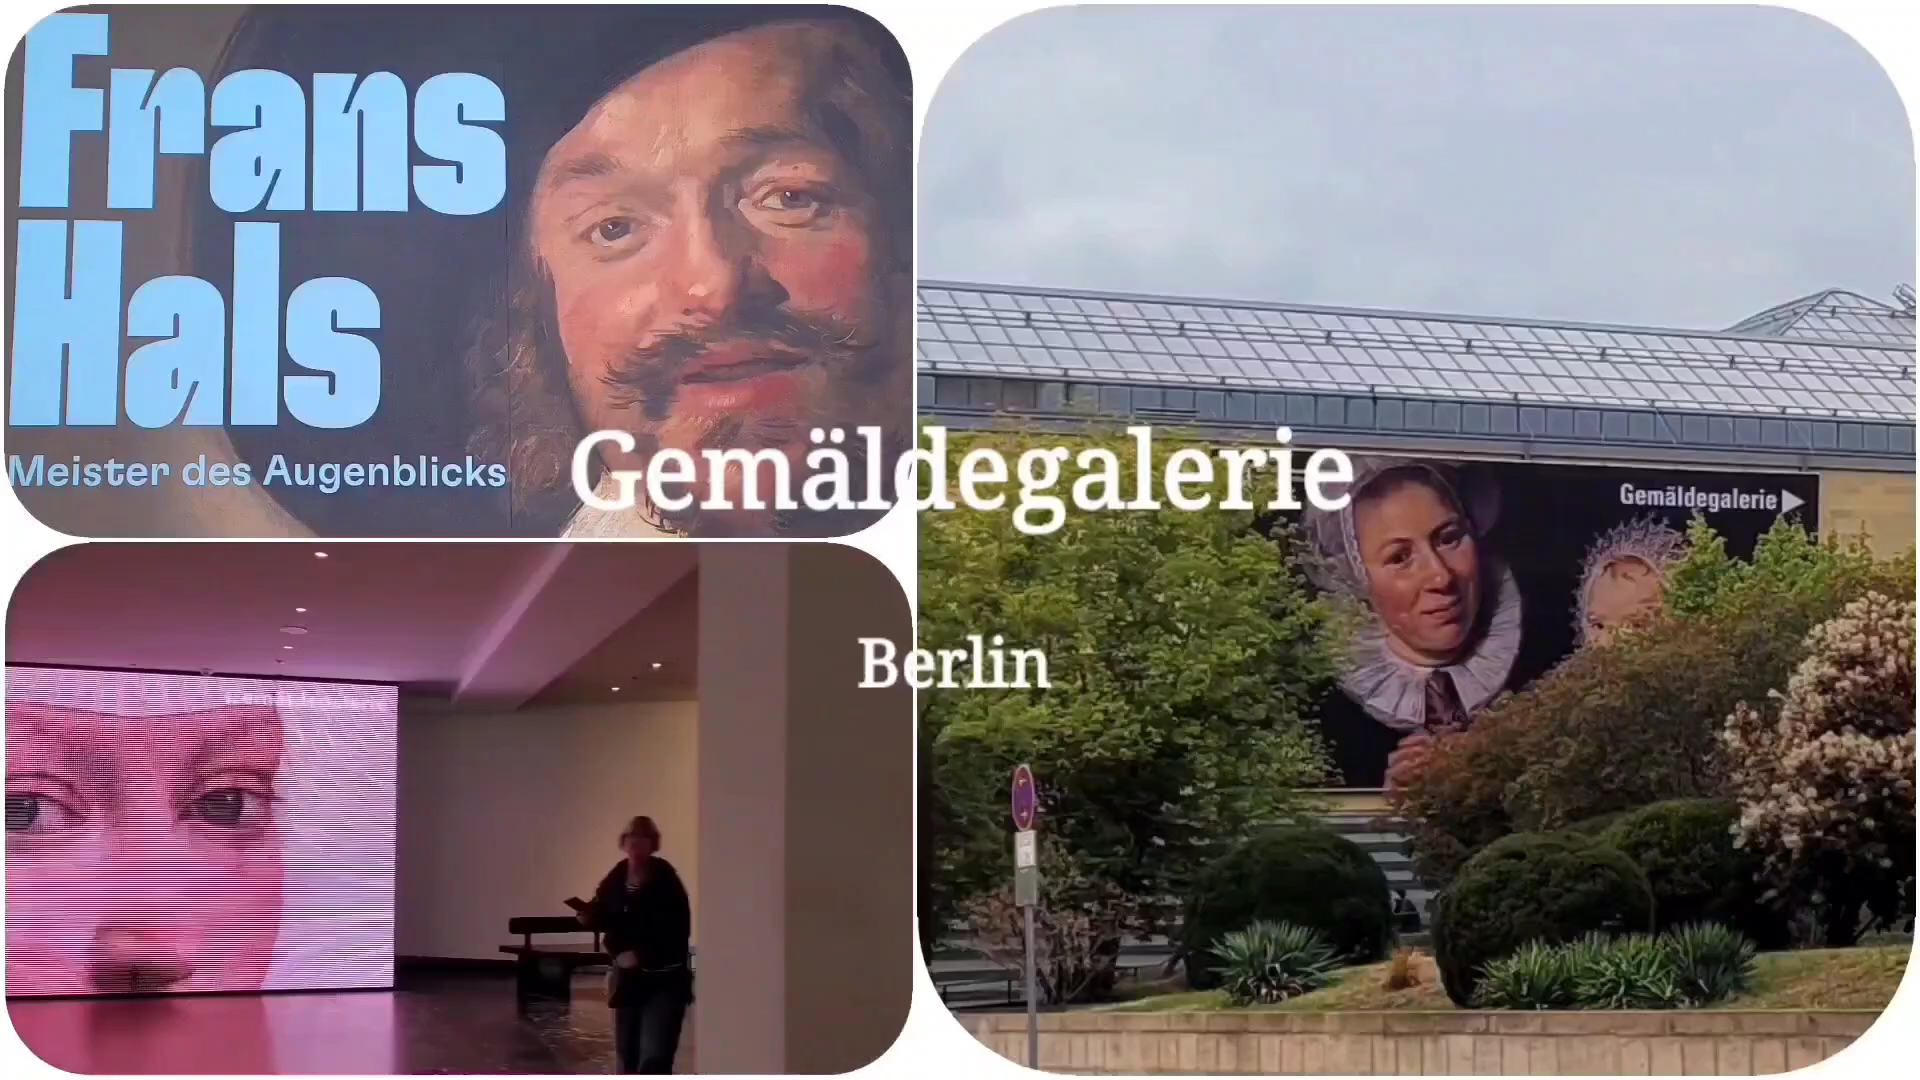 Frans
Hals
Meister des Augenblicks
Gemäldegalerie
Berlin
Gemäldegalerie